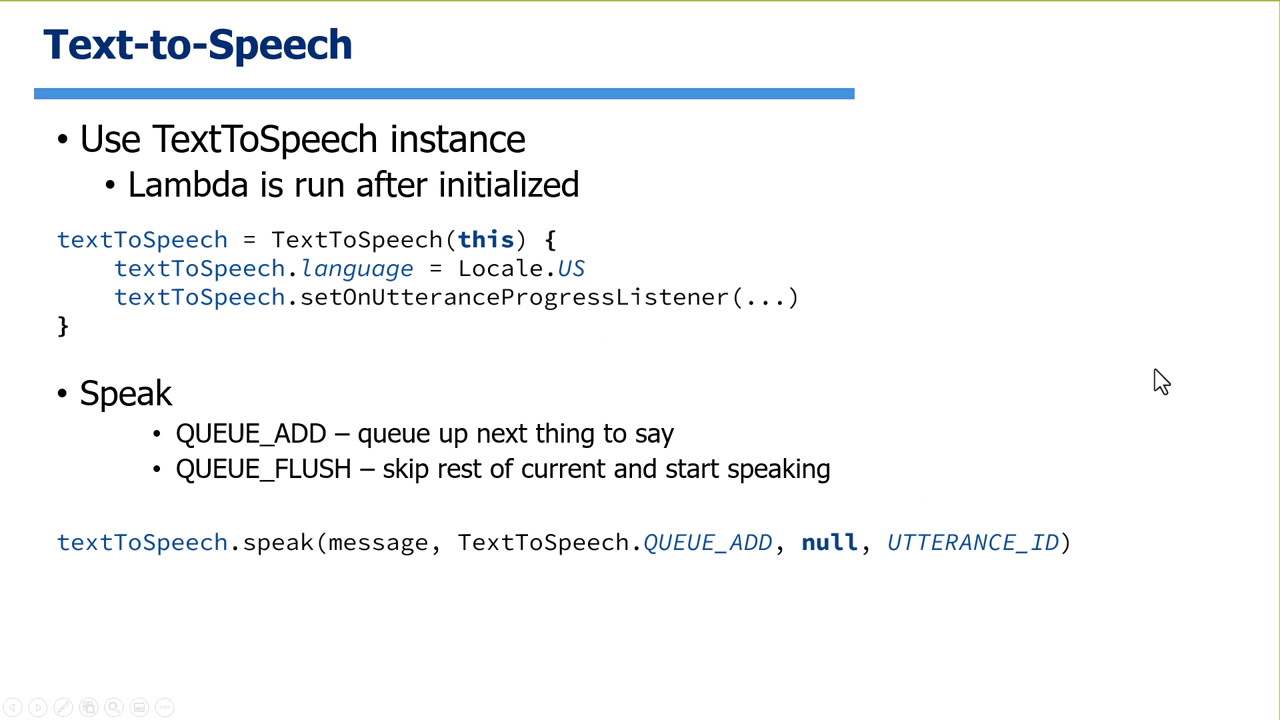 Text-to-Speech
• Use TextToSpeech instance
• Lambda is run after initialized
textToSpeech = TextToSpeech(this) {
textToSpeech.language = Locale.US
textToSpeech.setOnUtteranceProgressListener(...)
}
• Speak
• QUEUE_ADD – queue up next thing to say
• QUEUE_FLUSH – skip rest of current and start speaking
textToSpeech.speak(message, TextToSpeech.QUEUE_ADD, null, UTTERANCE_ID)